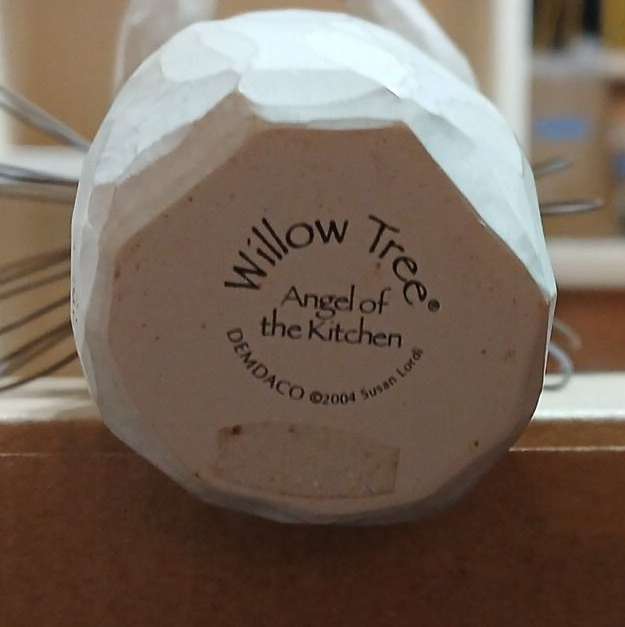 Willow Tree®
Angel of
the Kitchen
DEMDACO ©2004 Susan Lordi